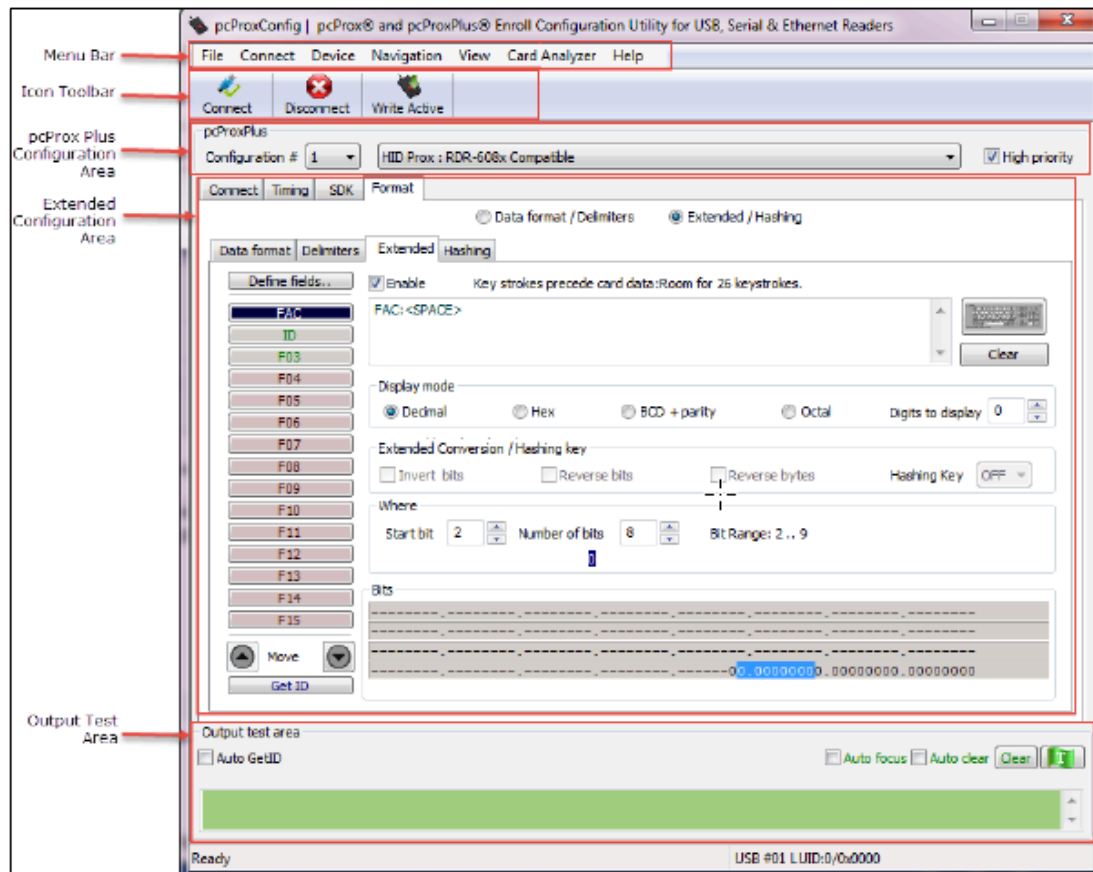 pcProxConfig | pcProx® and pcProxPlus® Enroll Configuration Utility for USB, Serial & Ethernet Readers
Menu Bar
File Connect Device Navigation View Card Analyzer Help
Icon Toolbar
Connect Disconnect Write Active
pcProx Plus
Configuration
Area
pcProxPlus
Configuration # 1 HID Prox : RDR-608x Compatible High priority
Extended
Configuration
Area
Connect Timing SDK Format
Data format / Delimiters Extended / Hashing
Data format Delimiters Extended Hashing
Define fields.. Enable Key strokes precede card data:Room for 26 keystrokes.
FAC FAC:<SPACE>
ID
F03 Clear
F04
F05
F06
F07
F08
F09
F10
F11
F12
F13
F14
F15
Display mode
Decimal Hex BCD + parity Octal Digits to display 0
Extended Conversion / Hashing key
Invert bits Reverse bits Reverse bytes Hashing Key OFF
Where
Start bit 2 Number of bits 8 Bit Range: 2 .. 9
0
Bits
--------.--------.--------.--------.--------.--------.--------.--------
--------.--------.--------.--------.--------.--------.--------.--------
--------.--------.--------.--------.--------.--------.--------.--------
--------.--------.--------.--------.------00.00000000.00000000.00000000
Move
Get ID
Output Test
Area
Output test area
Auto GetID Auto focus Auto clear Clear I
Ready USB #01 LUID:0/0x0000